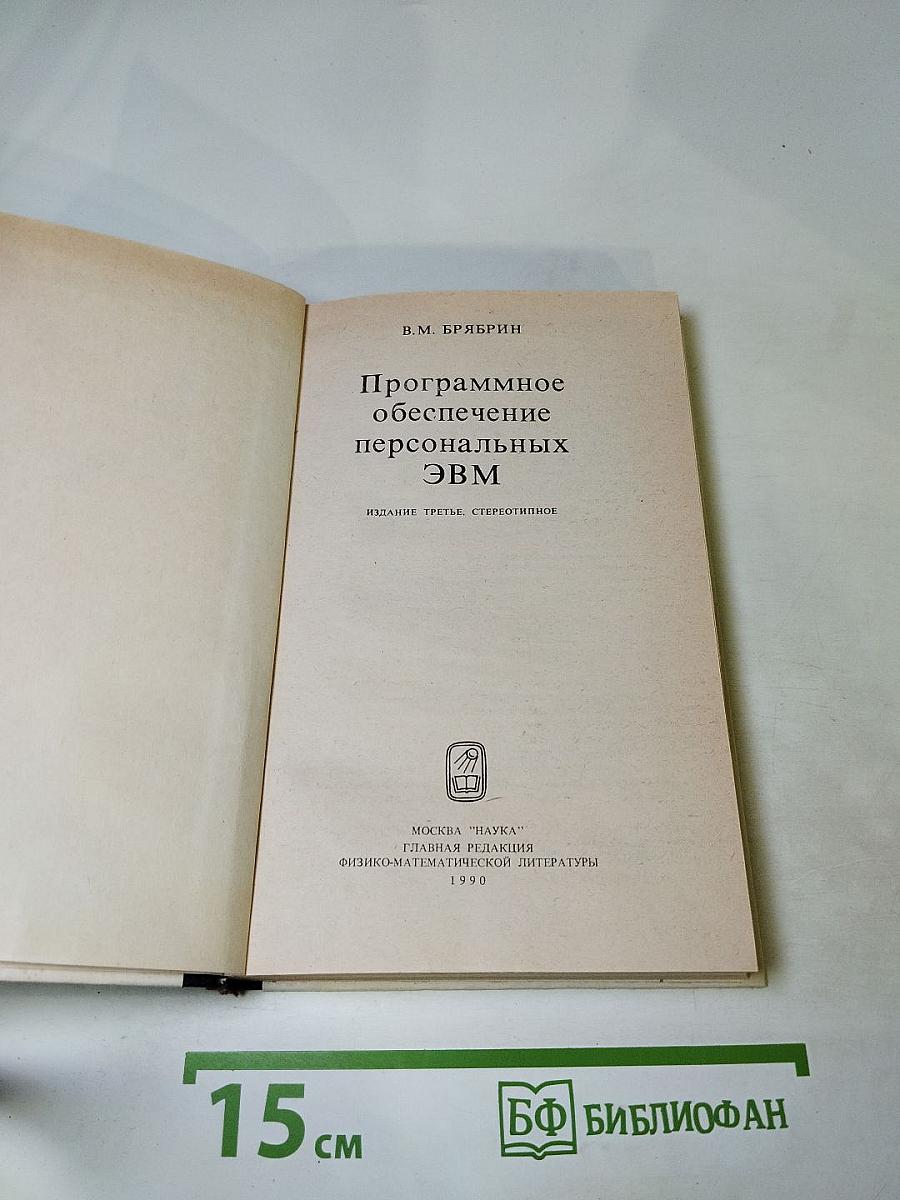 В.М. БРЯБРИН
Программное
обеспечение
персональных
ЭВМ
ИЗДАНИЕ ТРЕТЬЕ, СТЕРЕОТИПНОЕ
МОСКВА "НАУКА"
ГЛАВНАЯ РЕДАКЦИЯ
ФИЗИКО-МАТЕМАТИЧЕСКОЙ ЛИТЕРАТУРЫ
1990
15 СМ
БФ БИБЛИОФАН